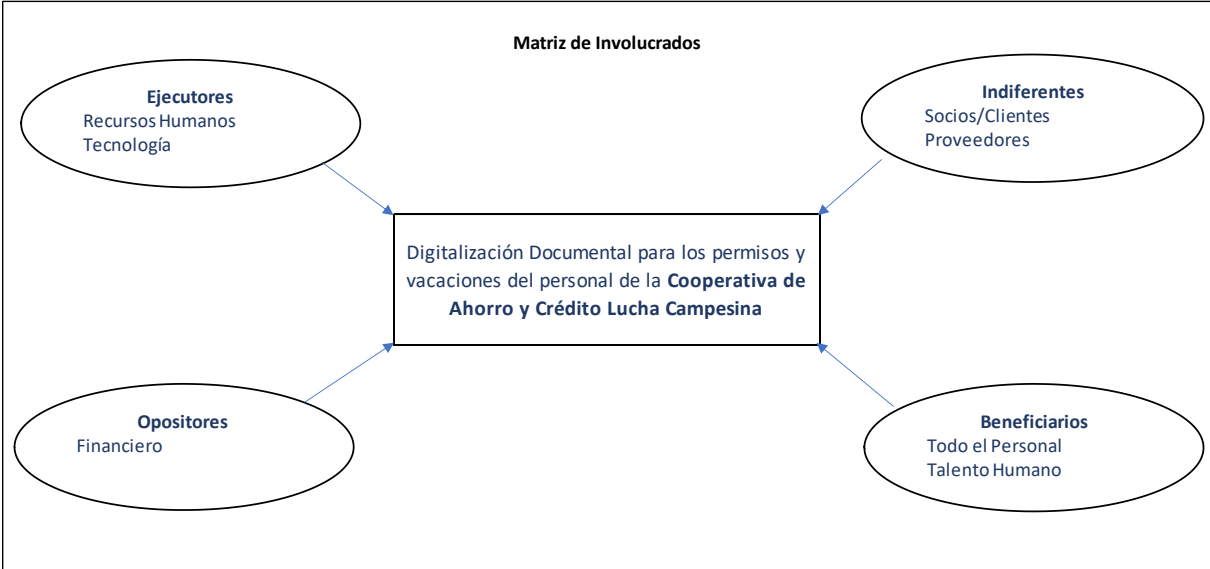 Matriz de Involucrados
Ejecutores
Recursos Humanos
Tecnología
Indiferentes
Socios/Clientes
Proveedores
Digitalización Documental para los permisos y
vacaciones del personal de la Cooperativa de
Ahorro y Crédito Lucha Campesina
Opositores
Financiero
Beneficiarios
Todo el Personal
Talento Humano